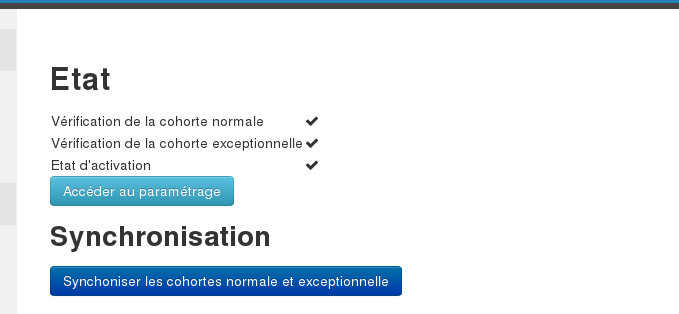 Etat
Vérification de la cohorte normale
Vérification de la cohorte exceptionnelle
Etat d'activation
Accéder au paramétrage
Synchronisation
Synchoniser les cohortes normale et exceptionnelle